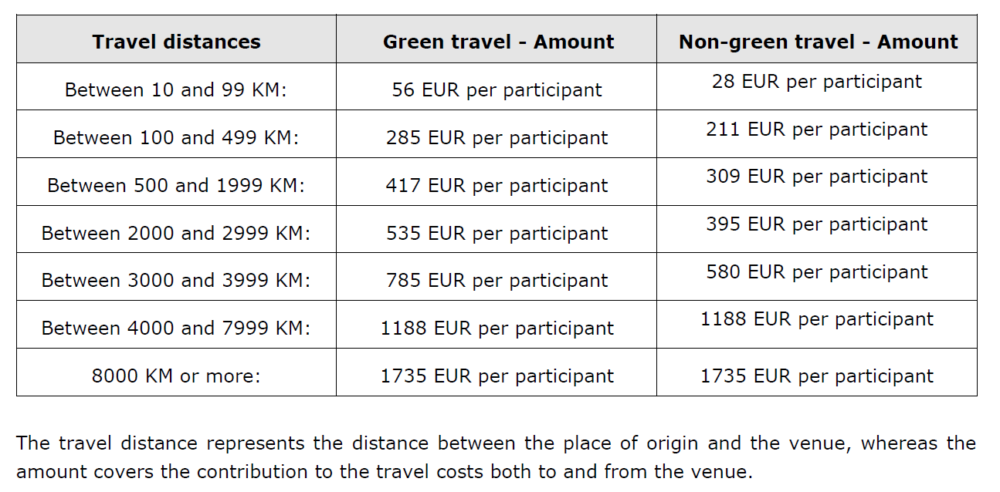 Travel distances Green travel - Amount Non-green travel - Amount
Between 10 and 99 KM: 56 EUR per participant 28 EUR per participant
Between 100 and 499 KM: 285 EUR per participant 211 EUR per participant
Between 500 and 1999 KM: 417 EUR per participant 309 EUR per participant
Between 2000 and 2999 KM: 535 EUR per participant 395 EUR per participant
Between 3000 and 3999 KM: 785 EUR per participant 580 EUR per participant
Between 4000 and 7999 KM: 1188 EUR per participant 1188 EUR per participant
8000 KM or more: 1735 EUR per participant 1735 EUR per participant
The travel distance represents the distance between the place of origin and the venue, whereas the
amount covers the contribution to the travel costs both to and from the venue.